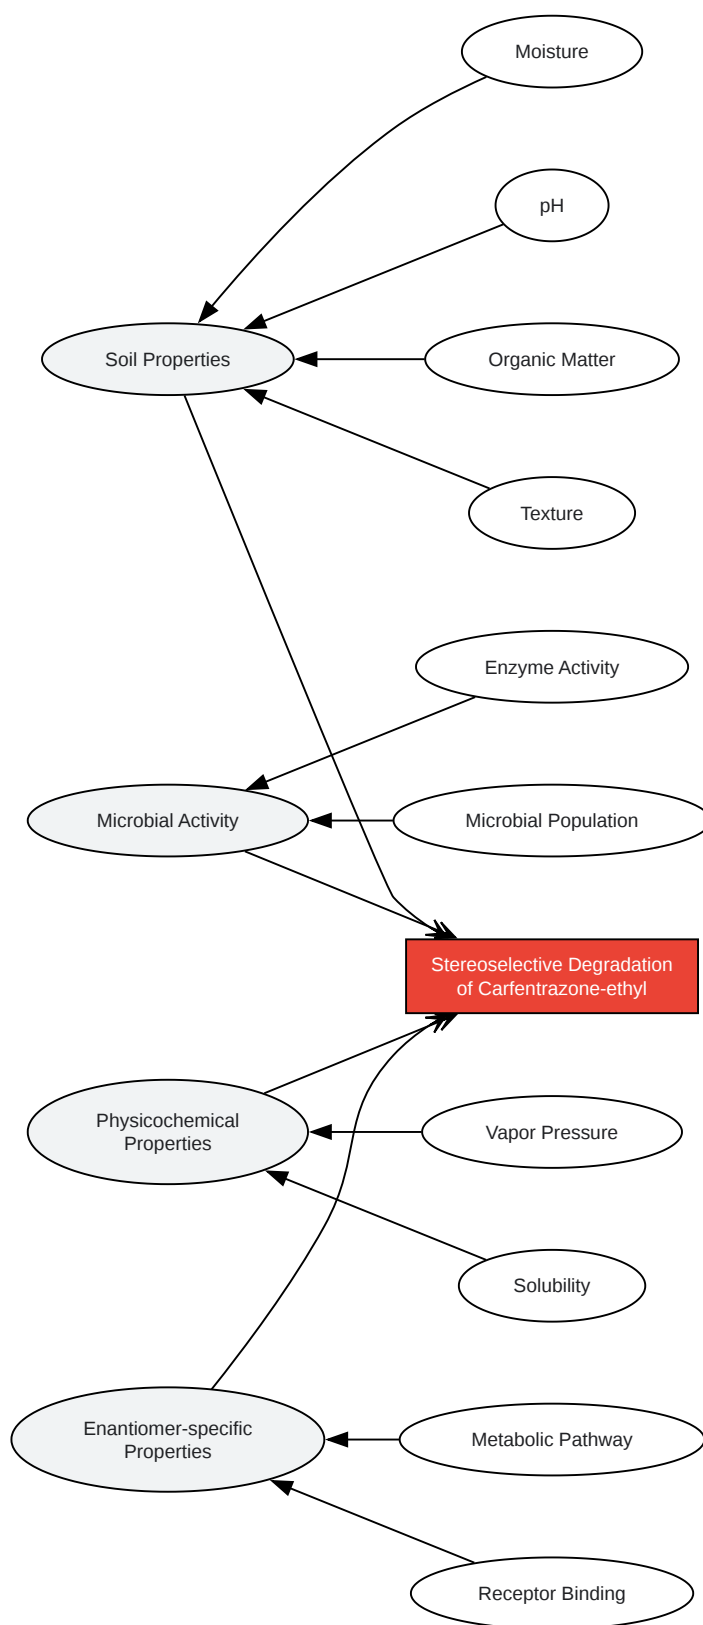 Moisture
pH
Soil Properties
Organic Matter
Texture
Enzyme Activity
Microbial Activity
Microbial Population
Stereoselective Degradation
of Carfentrazone-ethyl
Physicochemical
Properties
Vapor Pressure
Solubility
Enantiomer-specific
Properties
Metabolic Pathway
Receptor Binding